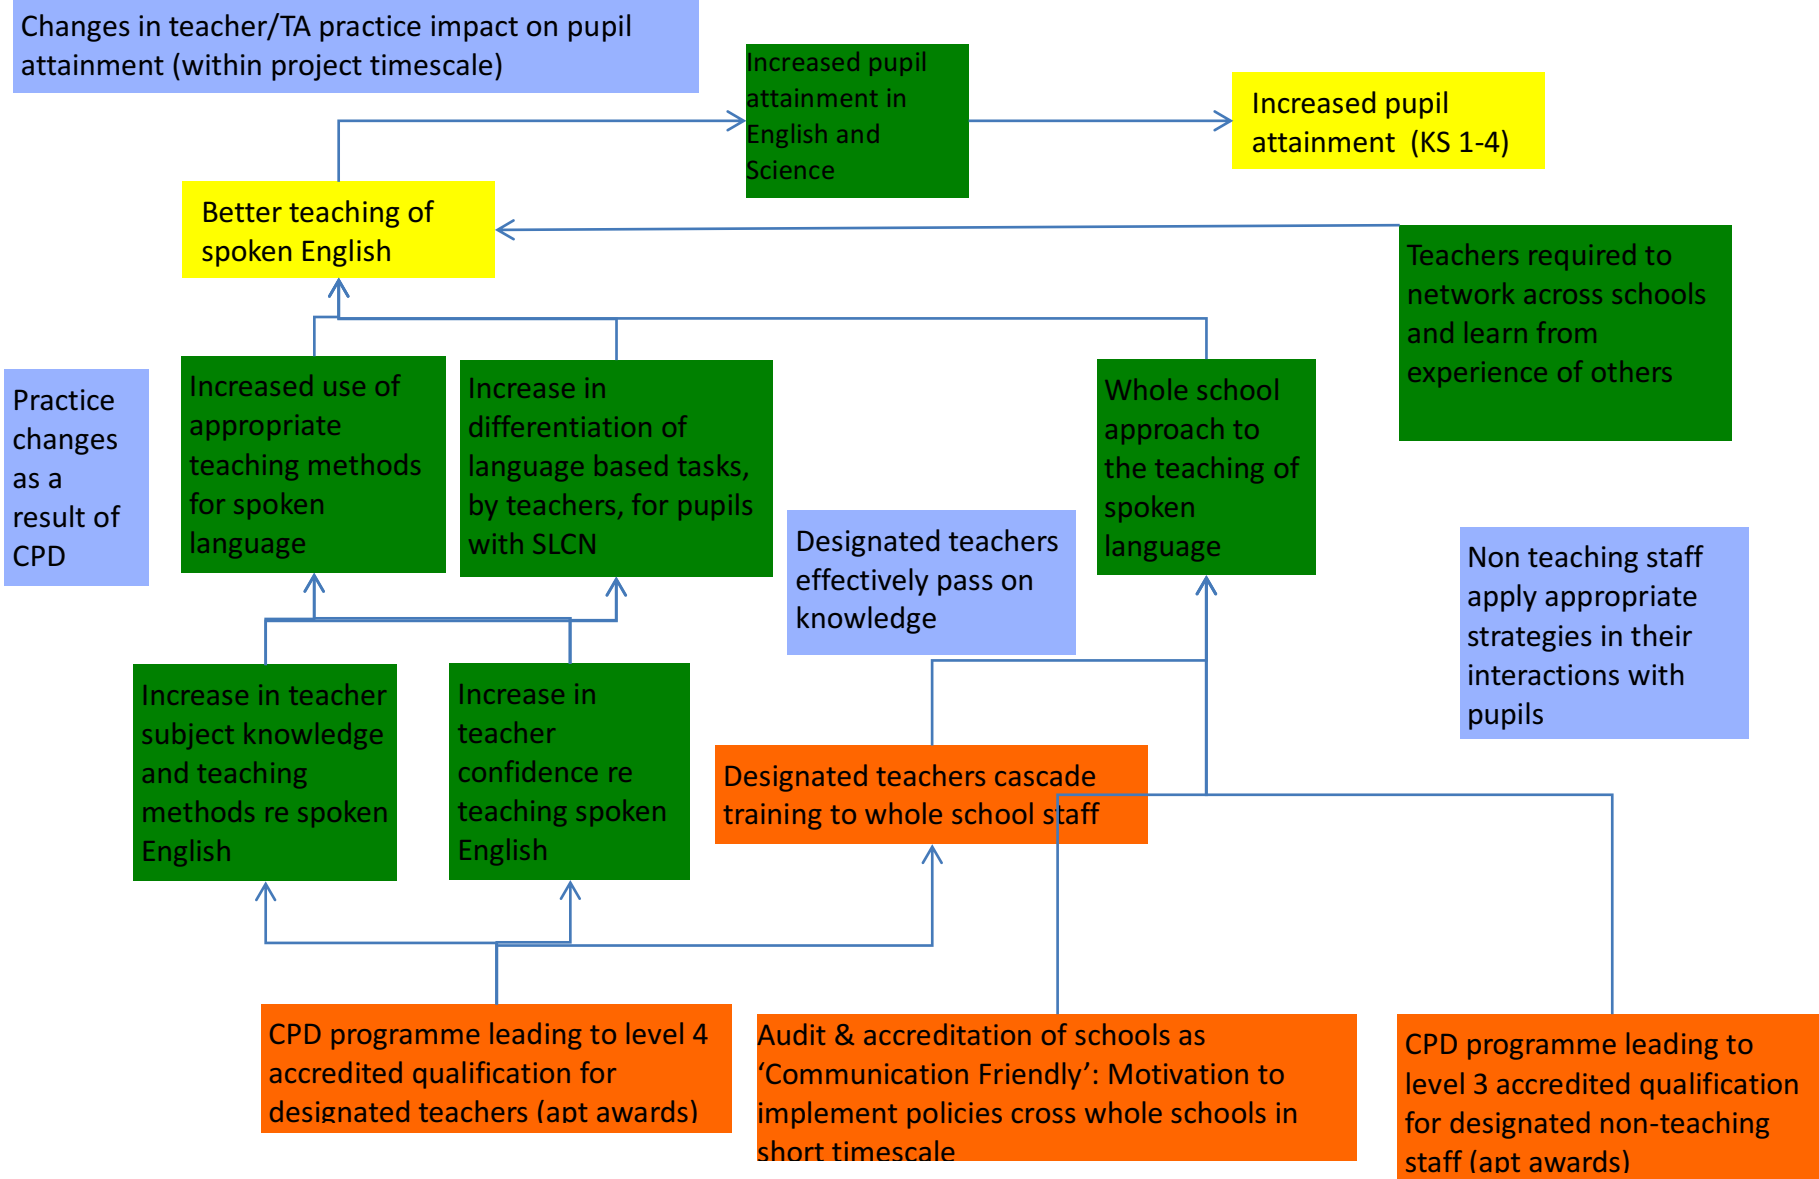 Changes in teacher/TA practice impact on pupil
attainment (within project timescale)
Increased pupil
attainment in
English and
Science
Increased pupil
attainment  (KS 1-4)
Better teaching of
spoken English
Teachers required to
network across schools
and learn from
experience of others
Practice
changes
as a
result of
CPD
Increased use of
appropriate
teaching methods
for spoken
language
Increase in
differentiation of
language based tasks,
by teachers, for pupils
with SLCN
Whole school
approach to
the teaching of
spoken
language
Designated teachers
effectively pass on
knowledge
Non teaching staff
apply appropriate
strategies in their
interactions with
pupils
Increase in teacher
subject knowledge
and teaching
methods re spoken
English
Increase in
teacher
confidence re
teaching spoken
English
Designated teachers cascade
training to whole school staff
CPD programme leading to level 4
accredited qualification for
designated teachers (apt awards)
Audit & accreditation of schools as
‘Communication Friendly’: Motivation to
implement policies cross whole schools in
short timescale
CPD programme leading to
level 3 accredited qualification
for designated non-teaching
staff (apt awards)